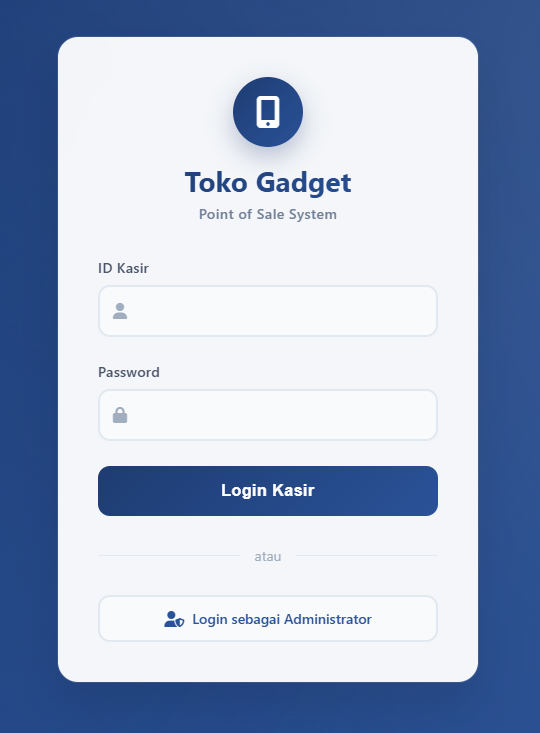 Toko Gadget
Point of Sale System
ID Kasir
Password
Login Kasir
atau
Login sebagai Administrator